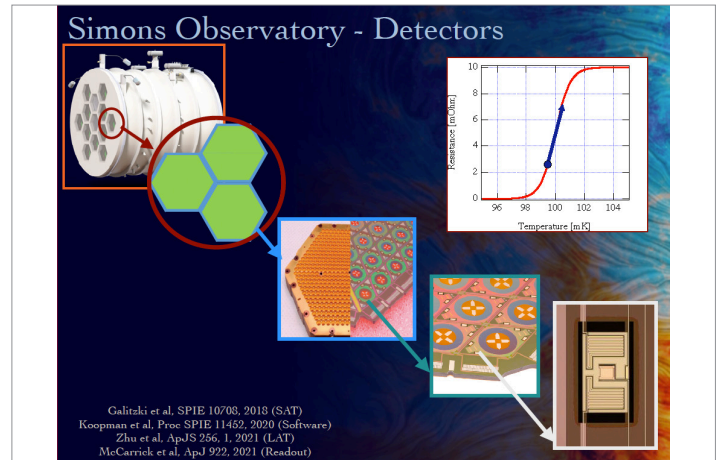 Simons Observatory - Detectors
10
8
6
4
2
0
Resistance [mOhm]
96 98 100 102 104
Temperature [mK]
Galitzki et al, SPIE 10708, 2018 (SAT)
Koopman et al, Proc SPIE 11452, 2020 (Software)
Zhu et al, ApJS 256, 1, 2021 (LAT)
McCarrick et al, ApJ 922, 2021 (Readout)